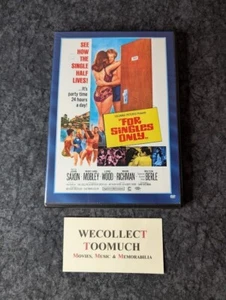 SEE
HOW THE
SINGLE
HALF
LIVES!
It's
party time
24 hours
a day!
"FOR
SINGLES
ONLY"
SAXON
MOBLEY
WOOD
RICHMAN
BERLE
WECOLLECT
TOOMUCH
MOVIES, MUSIC & MEMORABILIA